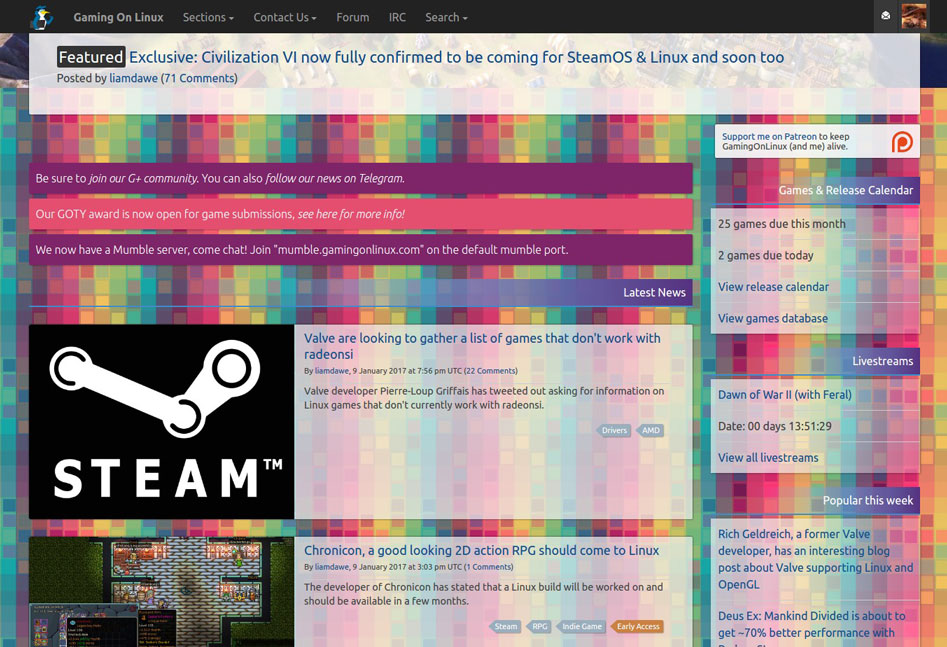 Gaming On Linux Sections Contact Us Forum IRC Search
Featured Exclusive: Civilization VI now fully confirmed to be coming for SteamOS & Linux and soon too
Posted by liamdawe (71 Comments)
Be sure to join our G+ community. You can also follow our news on Telegram.
Our GOTY award is now open for game submissions, see here for more info!
We now have a Mumble server, come chat! Join "mumble.gamingonlinux.com" on the default mumble port.
Latest News
STEAM™
Valve are looking to gather a list of games that don't work with
radeonsi
By liamdawe, 9 January 2017 at 7:56 pm UTC (22 Comments)
Valve developer Pierre-Loup Griffais has tweeted out asking for information on
Linux games that don't currently work with radeonsi.
Drivers AMD
Chronicon, a good looking 2D action RPG should come to Linux
By liamdawe, 9 January 2017 at 3:03 pm UTC (1 Comments)
The developer of Chronicon has stated that a Linux build will be worked on and
should be available in a few months.
Steam RPG Indie Game Early Access
Support me on Patreon to keep
GamingOnLinux (and me) alive.
Games & Release Calendar
25 games due this month
2 games due today
View release calendar
View games database
Livestreams
Dawn of War II (with Feral)
Date: 00 days 13:51:29
View all livestreams
Popular this week
Rich Geldreich, a former Valve
developer, has an interesting blog
post about Valve supporting Linux and
OpenGL
Deus Ex: Mankind Divided is about to
get ~70% better performance with